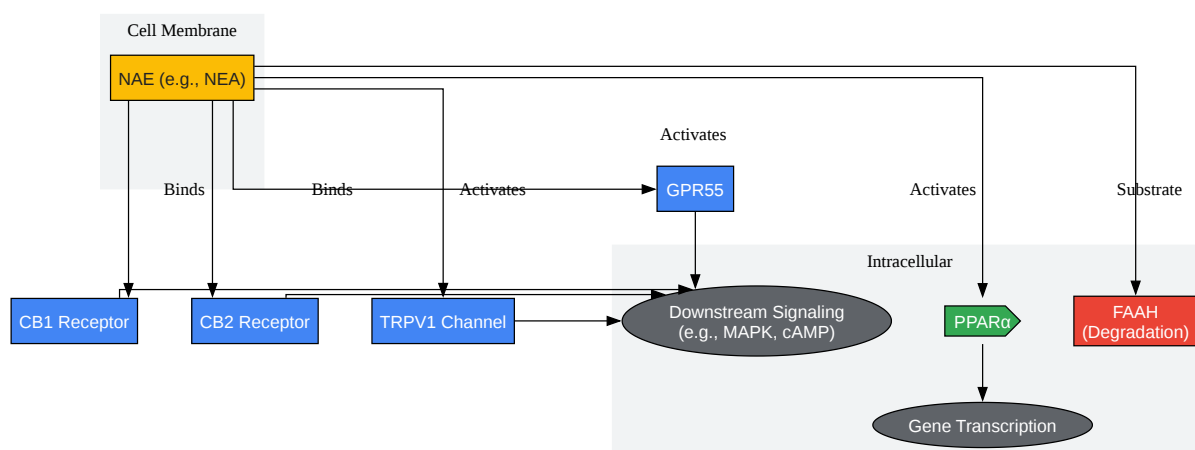 Cell Membrane
NAE (e.g., NEA)
Activates
Binds
Binds
Activates
GPR55
Activates
Substrate
Intracellular
CB1 Receptor
CB2 Receptor
TRPV1 Channel
Downstream Signaling
(e.g., MAPK, cAMP)
PPARα
FAAH
(Degradation)
Gene Transcription